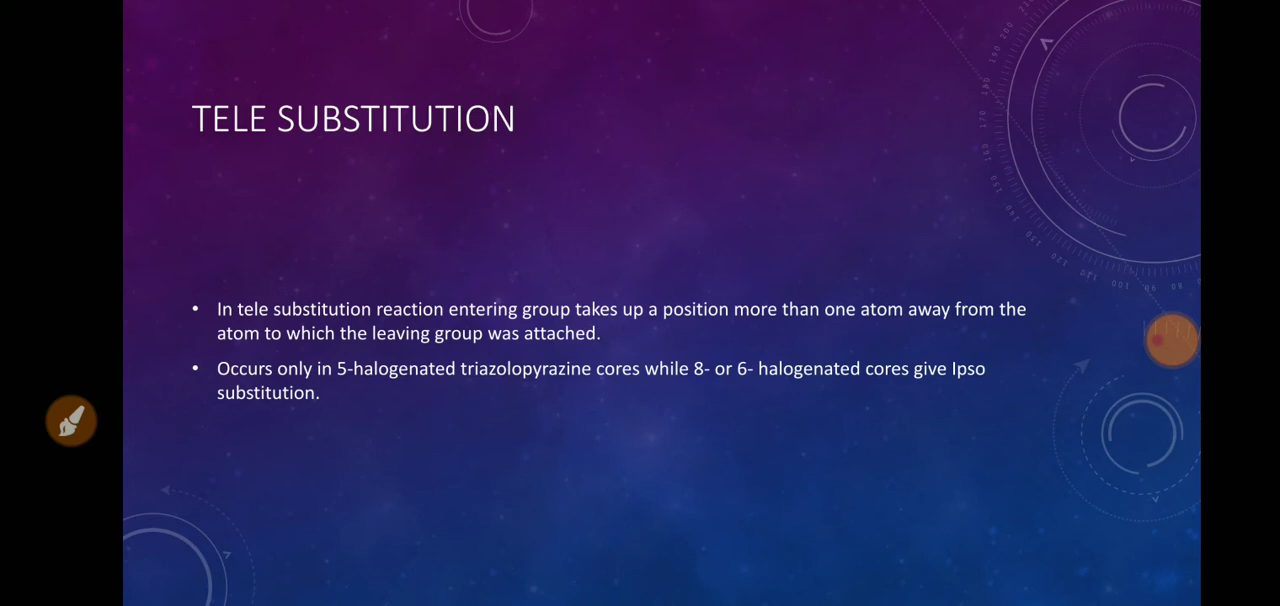 TELE SUBSTITUTION
• In tele substitution reaction entering group takes up a position more than one atom away from the
atom to which the leaving group was attached.
• Occurs only in 5-halogenated triazolopyrazine cores while 8- or 6- halogenated cores give Ipso
substitution.